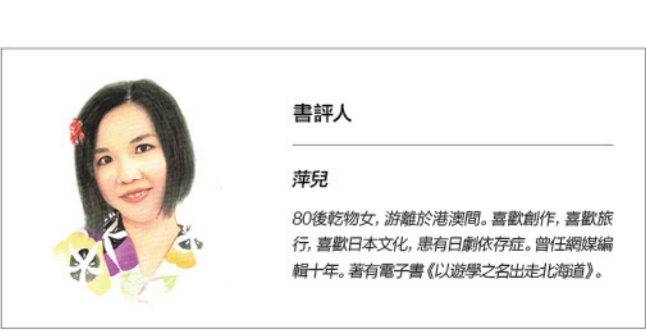 書評人
萍兒
80後乾物女，游離於港澳間。喜歡創作，喜歡旅
行，喜歡日本文化，患有日劇依存症。曾任網媒編
輯十年。著有電子書《以遊學之名出走北海道》。